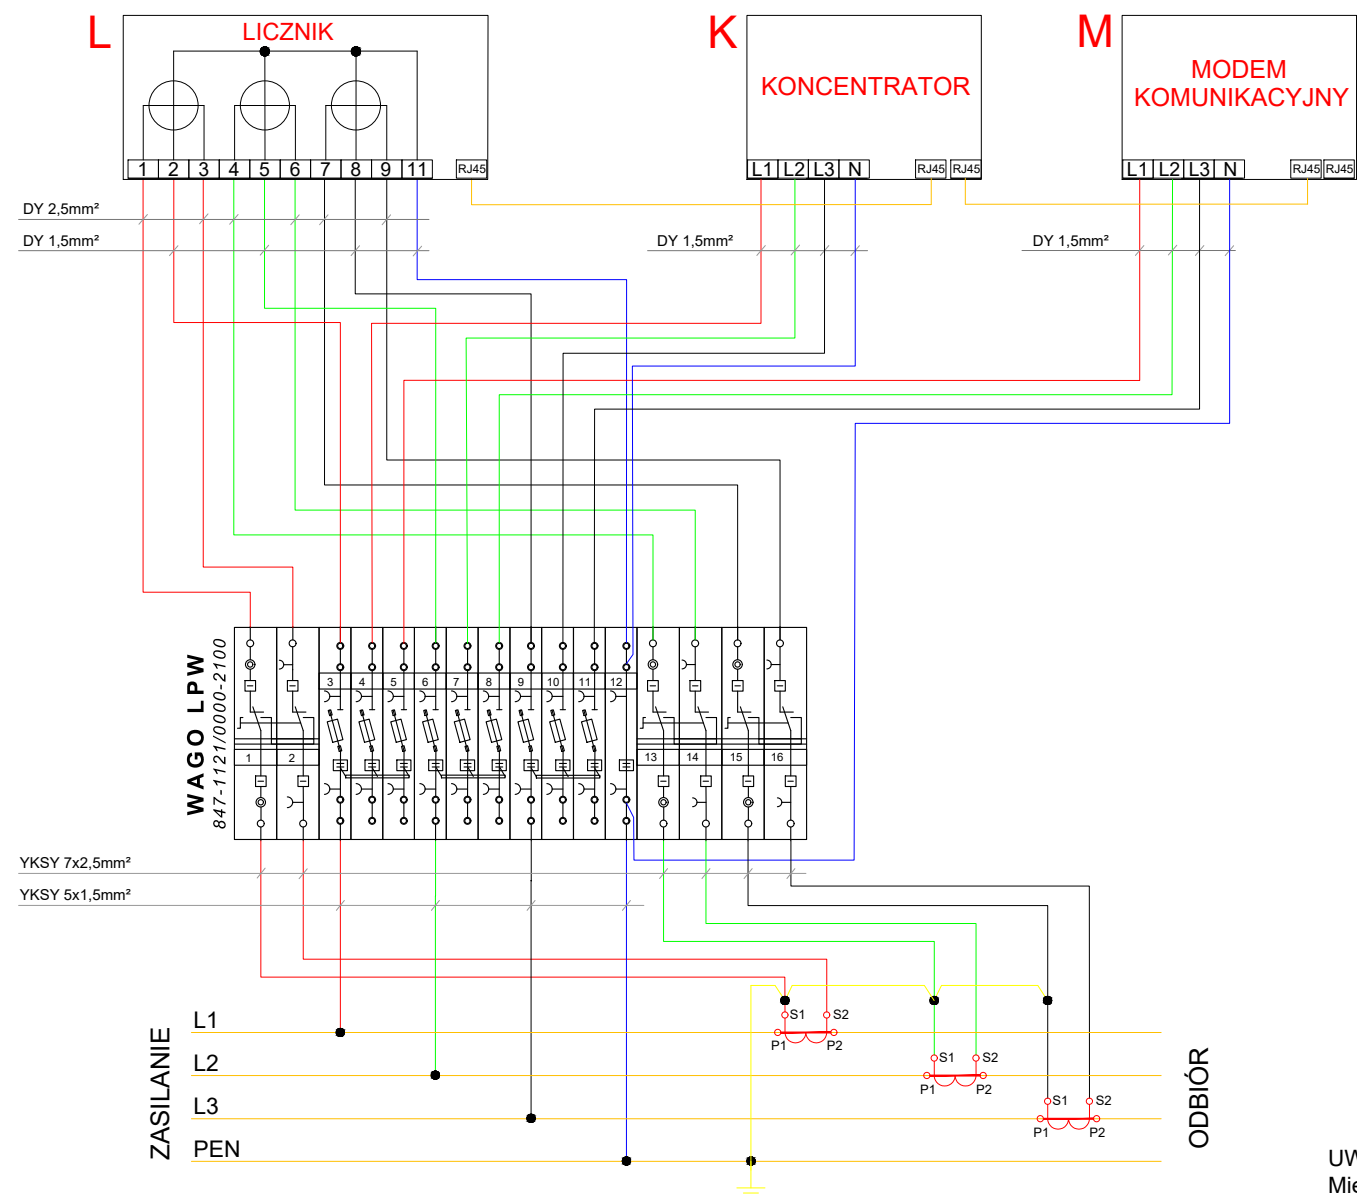 L
LICZNIK
1 2 3 4 5 6 7 8 9 11
RJ45
K
KONCENTRATOR
L1 L2 L3 N
RJ45 RJ45
M
MODEM
KOMUNIKACYJNY
L1 L2 L3 N
RJ45 RJ45
DY 2,5mm²
DY 1,5mm²
DY 1,5mm²
DY 1,5mm²
WAGO LPW
847-1121/0000-2100
3 4 5 6 7 8 9 10 11 12
1 2
13 14 15 16
YKSY 7x2,5mm²
YKSY 5x1,5mm²
ZASILANIE
L1
L2
L3
PEN
S1 S2
P1 P2
S1 S2
P1 P2
S1 S2
P1 P2
ODBIÓR
UW
Mie